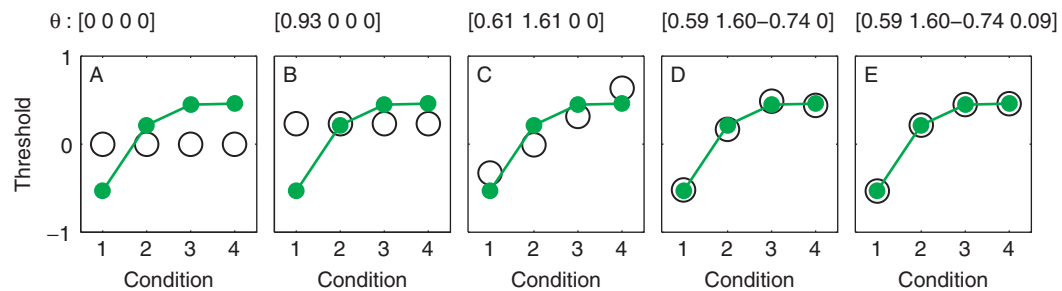 θ : [0 0 0 0] [0.93 0 0 0] [0.61 1.61 0 0] [0.59 1.60−0.74 0] [0.59 1.60−0.74 0.09]
1
A B C D E
0
Threshold
−1
1 2 3 4 1 2 3 4 1 2 3 4 1 2 3 4 1 2 3 4
Condition Condition Condition Condition Condition